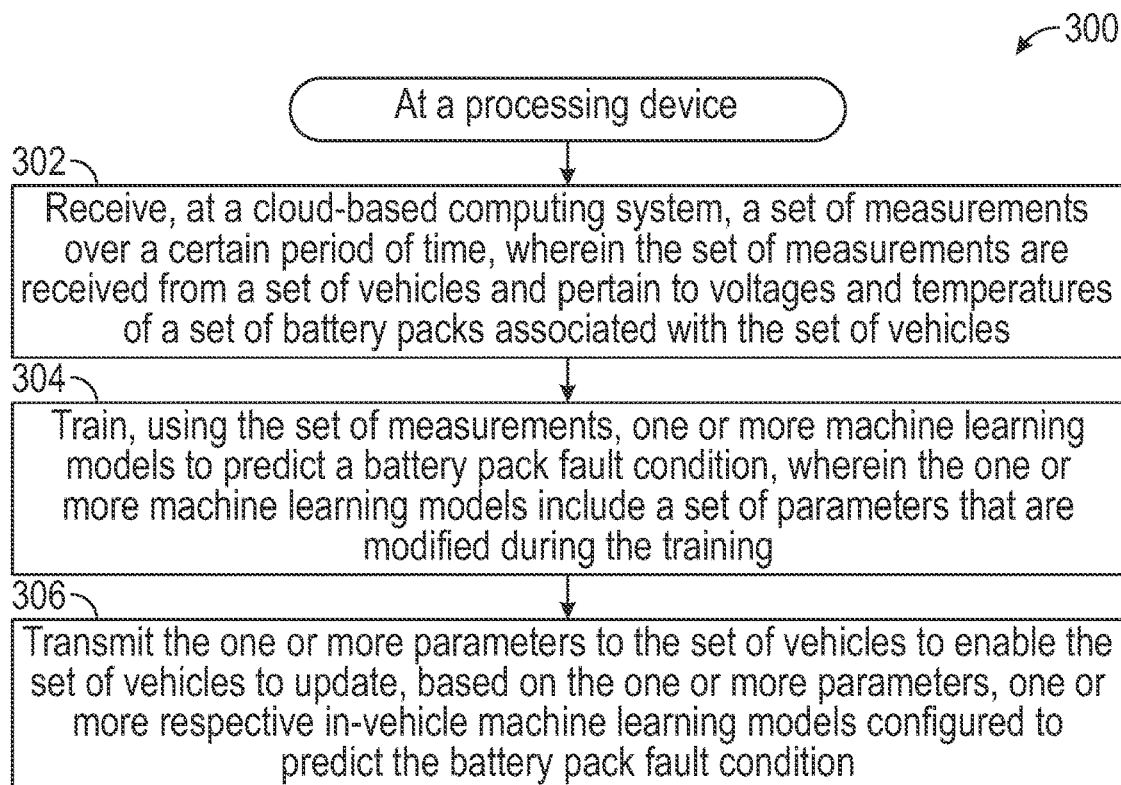 300
At a processing device
302
Receive, at a cloud-based computing system, a set of measurements
over a certain period of time, wherein the set of measurements are
received from a set of vehicles and pertain to voltages and temperatures
of a set of battery packs associated with the set of vehicles
304
Train, using the set of measurements, one or more machine learning
models to predict a battery pack fault condition, wherein the one or
more machine learning models include a set of parameters that are
modified during the training
306
Transmit the one or more parameters to the set of vehicles to enable the
set of vehicles to update, based on the one or more parameters, one or
more respective in-vehicle machine learning models configured to
predict the battery pack fault condition